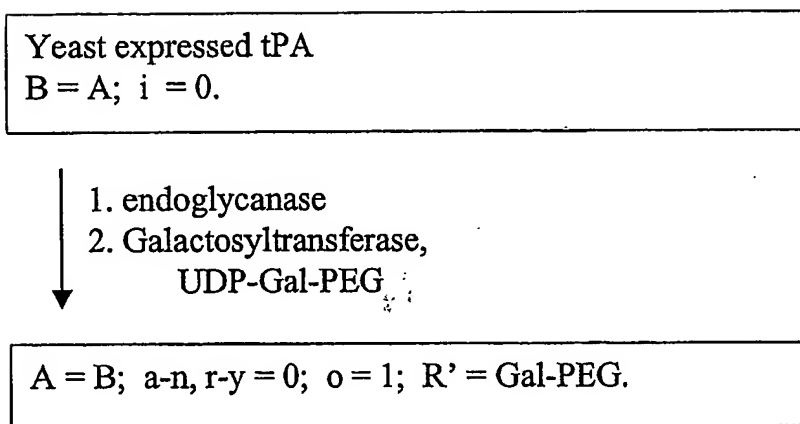 Yeast expressed tPA
B = A; i = 0.
1. endoglycanase
2. Galactosyltransferase,
UDP-Gal-PEG
A = B; a-n, r-y = 0; o = 1; R' = Gal-PEG.